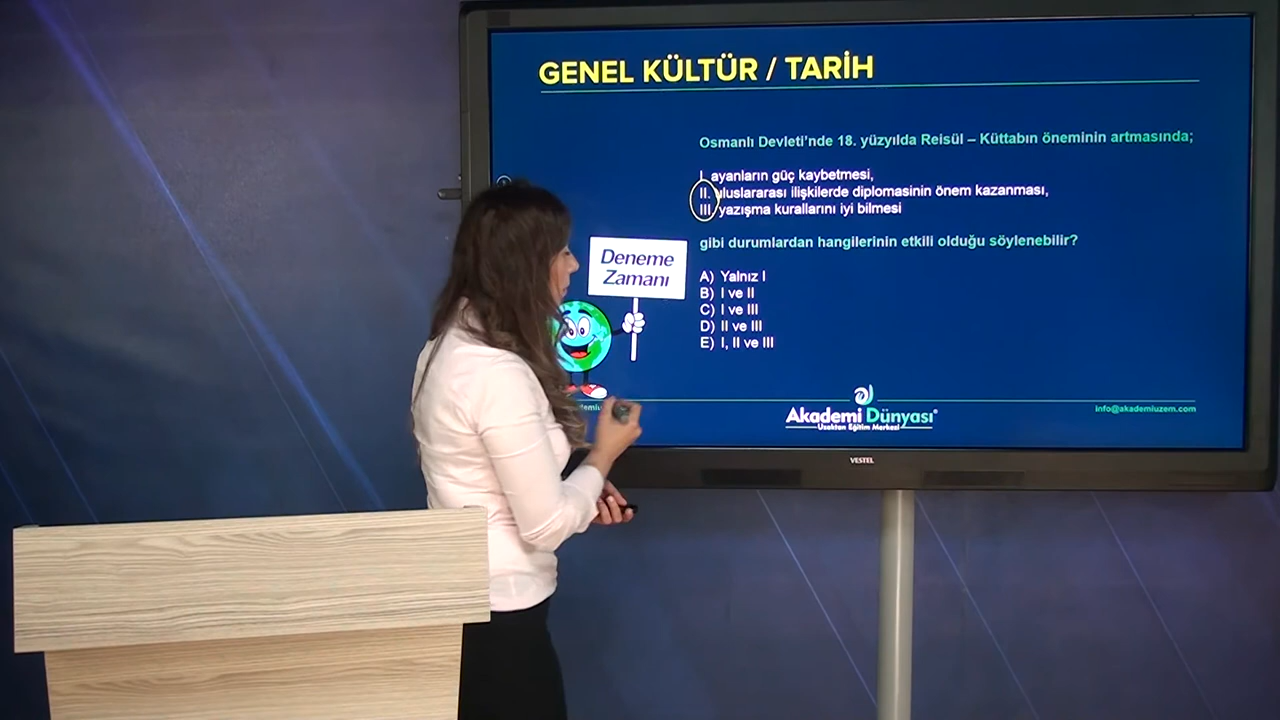 GENEL KÜLTÜR / TARİH
Osmanlı Devleti'nde 18. yüzyılda Reisül – Küttabın öneminin artmasında;
I. ayanların güç kaybetmesi,
II. uluslararası ilişkilerde diplomasinin önem kazanması,
III. yazışma kurallarını iyi bilmesi
gibi durumlardan hangilerinin etkili olduğu söylenebilir?
Deneme
Zamanı
A) Yalnız I
B) I ve II
C) I ve III
D) II ve III
E) I, II ve III
Akademi Dünyası
Uzaktan Eğitim Merkezi
info@akademiuzem.com
VESTEL